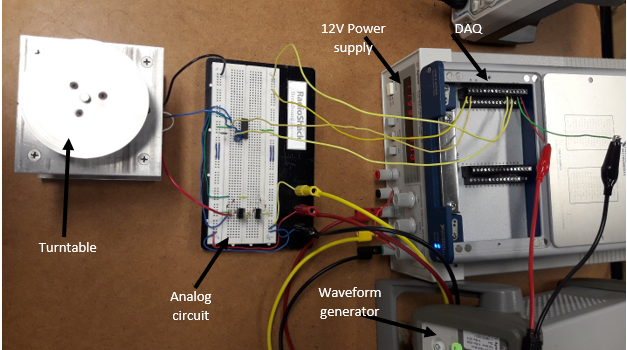 12V Power
supply
DAQ
RadioShack
Turntable
Analog
circuit
Waveform
generator